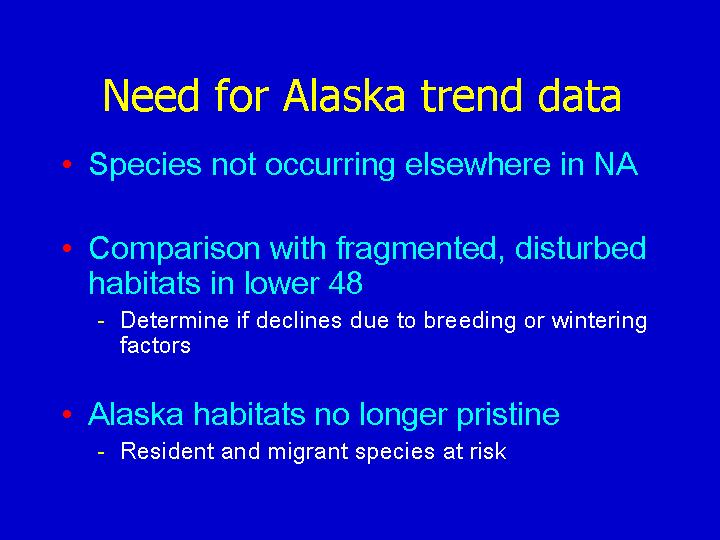 Need for Alaska trend data
• Species not occurring elsewhere in NA
• Comparison with fragmented, disturbed
habitats in lower 48
- Determine if declines due to breeding or wintering
factors
• Alaska habitats no longer pristine
- Resident and migrant species at risk